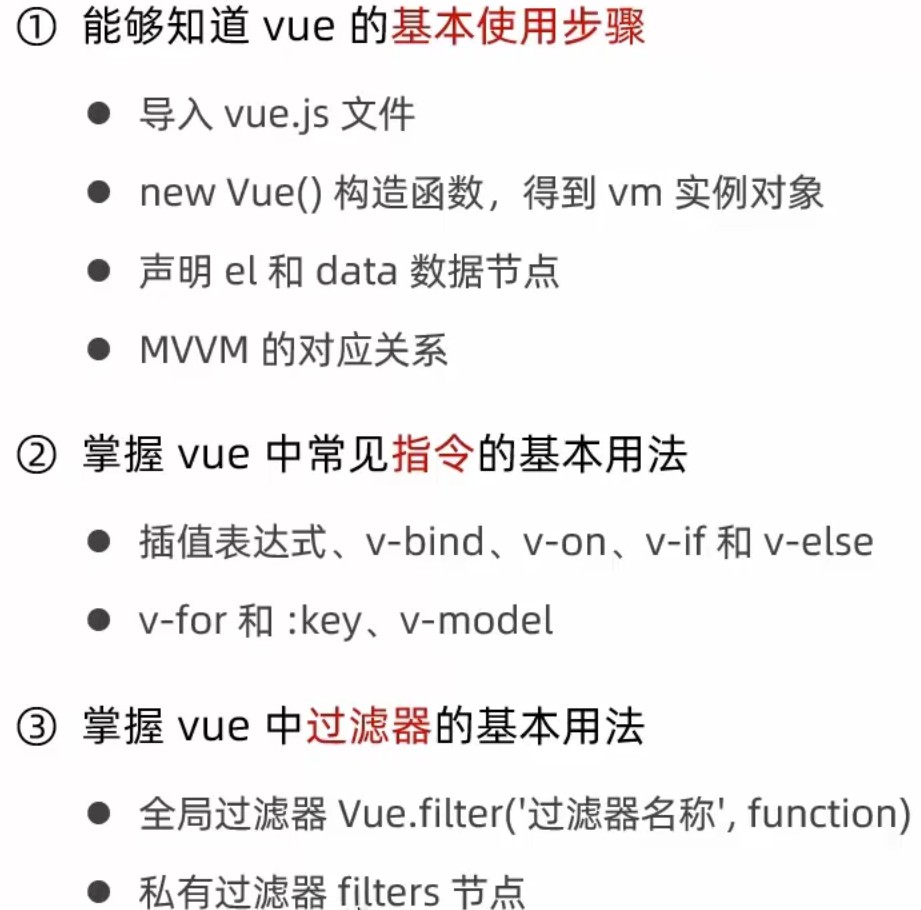 ① 能够知道 vue 的基本使用步骤
● 导入 vue.js 文件
● new Vue() 构造函数，得到 vm 实例对象
● 声明 el 和 data 数据节点
● MVVM 的对应关系
② 掌握 vue 中常见指令的基本用法
● 插值表达式、v-bind、v-on、v-if 和 v-else
● v-for 和 :key、v-model
③ 掌握 vue 中过滤器的基本用法
● 全局过滤器 Vue.filter('过滤器名称', function)
● 私有过滤器 filters 节点